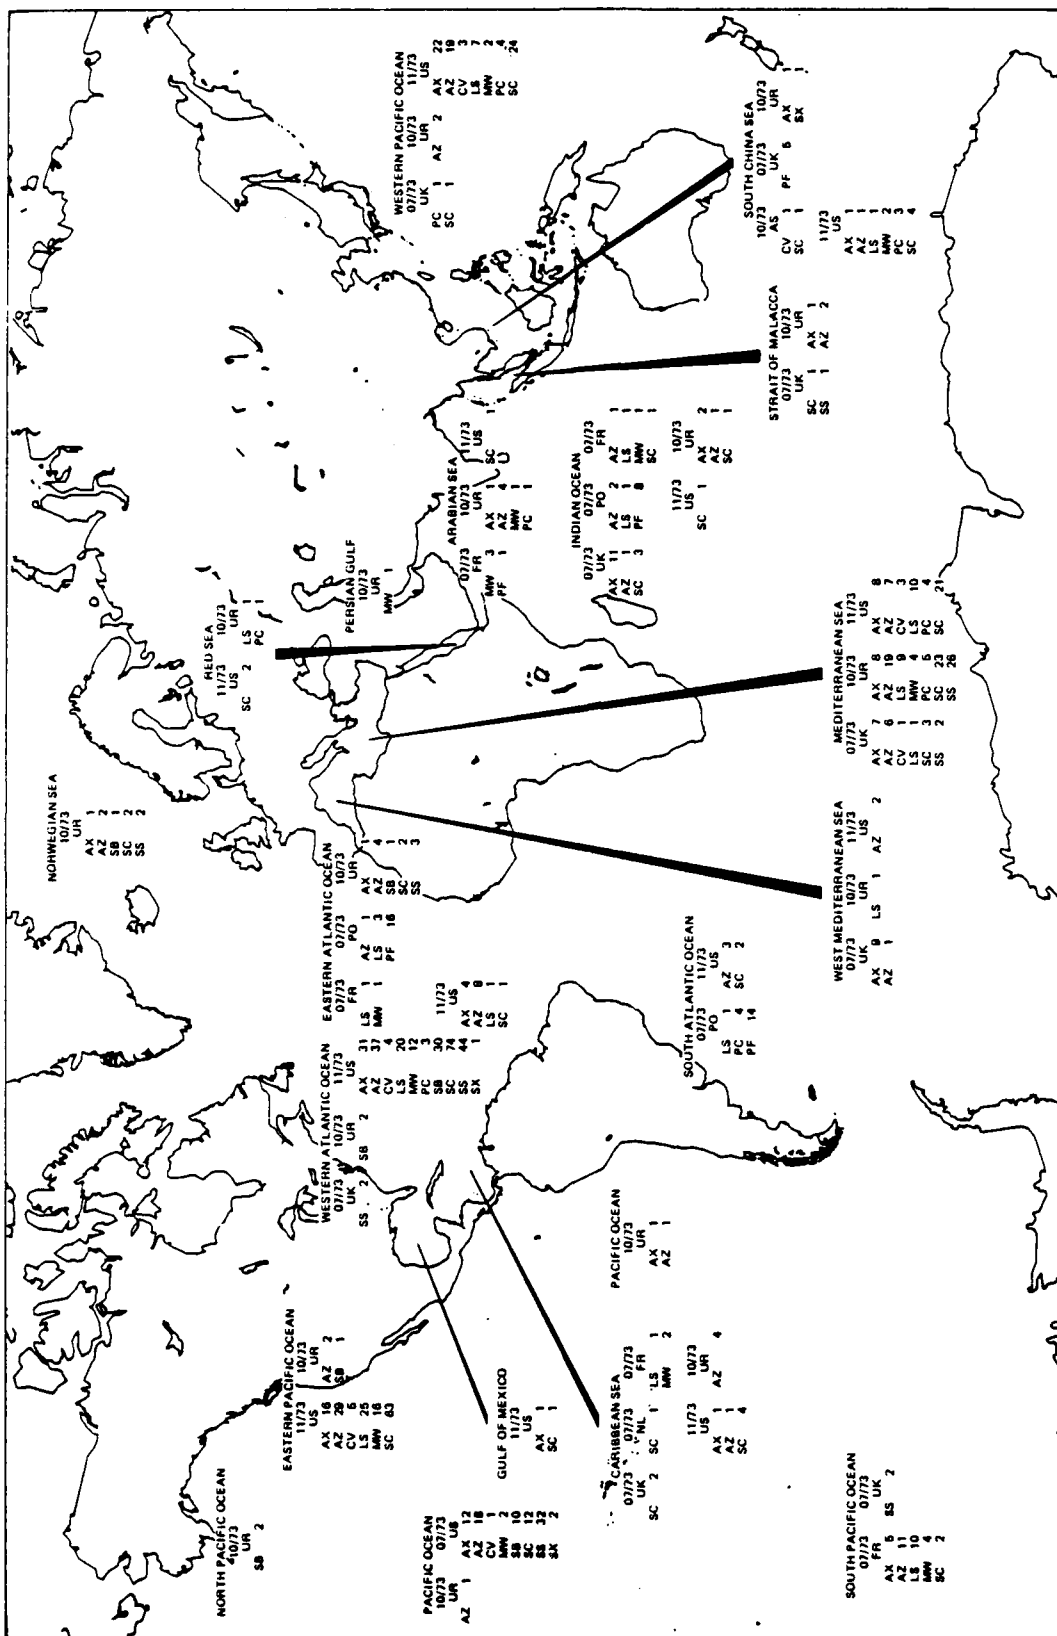 NORTH PACIFIC OCEAN
10/73
UR
SB 2
EASTERN PACIFIC OCEAN
11/73 10/73
US UR
AX 16 AZ 2
AZ 29 SB 1
CV 5
LS 25
MW 16
SC 63
NORWEGIAN SEA
10/73
UR
AX 1
AZ 2
SB 1
SC 2
SS 2
RED SEA
11/73 10/73
US UR
SC 2 LS 1
PC 1
PERSIAN GULF
10/73
UR
MW 1
WESTERN PACIFIC OCEAN
07/73 10/73 11/73
UK UR US
PC 1 AZ 2 AX 22
SC 1 AZ 19
CV 3
LS 7
MW 2
PC 4
SC 24
WESTERN ATLANTIC OCEAN
07/73 10/73 11/73
UK UR US
SS 2 SB 2 AX 31
AZ 37
CV 4
LS 20
MW 12
PC 3
SB 30
SC 74
SS 44
SX 1
EASTERN ATLANTIC OCEAN
07/73 07/73 10/73
FR PO UR
LS 1 AZ 1 AX 1
MW 1 LS 3 AZ 4
PF 16 SB 1
SC 2
SS 3
11/73
US
AX 4
AZ 8
LS 1
SC 1
PACIFIC OCEAN
10/73 07/73
UR US
AZ 1 AX 12
AZ 18
CV 1
MW 2
SB 10
SC 12
SS 32
SX 2
ARABIAN SEA
07/73 10/73 11/73
FR UR US
MW 3 AX 1 SC 1
PF 1 AZ 4
MW 1
PC 1
GULF OF MEXICO
11/73
US
AX 1
SC 1
INDIAN OCEAN
07/73 07/73 07/73
UK PO FR
AX 11 AZ 2 AZ 1
AZ 1 LS 1 LS 1
SC 3 PF 8 MW 1
SC 1
11/73 10/73
US UR
SC 1 AX 2
AZ 1
SC 1
CARIBBEAN SEA
07/73 07/73 07/73
UK NL FR
SC 2 SC 1 LS 1
MW 2
11/73 10/73
US UR
AX 1 AZ 4
AZ 1
SC 4
PACIFIC OCEAN
10/73
UR
AX 1
AZ 1
SOUTH ATLANTIC OCEAN
07/73 11/73
PO US
LS 1 AZ 3
PC 4 SC 2
PF 14
SOUTH CHINA SEA
10/73 07/73 10/73
AS UK UR
CV 1 PF 5 AX 1
SC 1 SX 1
11/73
US
AX 1
AZ 1
LS 1
MW 2
PC 3
SC 4
STRAIT OF MALACCA
07/73 10/73
UK UR
SC 1 AX 1
SS 1 AZ 2
SOUTH PACIFIC OCEAN
07/73 07/73
FR UK
AX 5 SS 2
AZ 11
LS 10
MW 4
SC 2
WEST MEDITERRANEAN SEA
07/73 10/73 11/73
UK UR US
AX 9 LS 1 AZ 2
AZ 1
MEDITERRANEAN SEA
07/73 10/73 11/73
UK UR US
AX 7 AX 8 AX 8
AZ 6 AZ 19 AZ 7
CV 1 LS 9 CV 3
LS 1 MW 4 LS 10
SC 3 PC 5 PC 4
SS 2 SC 23 SC 21
SS 26